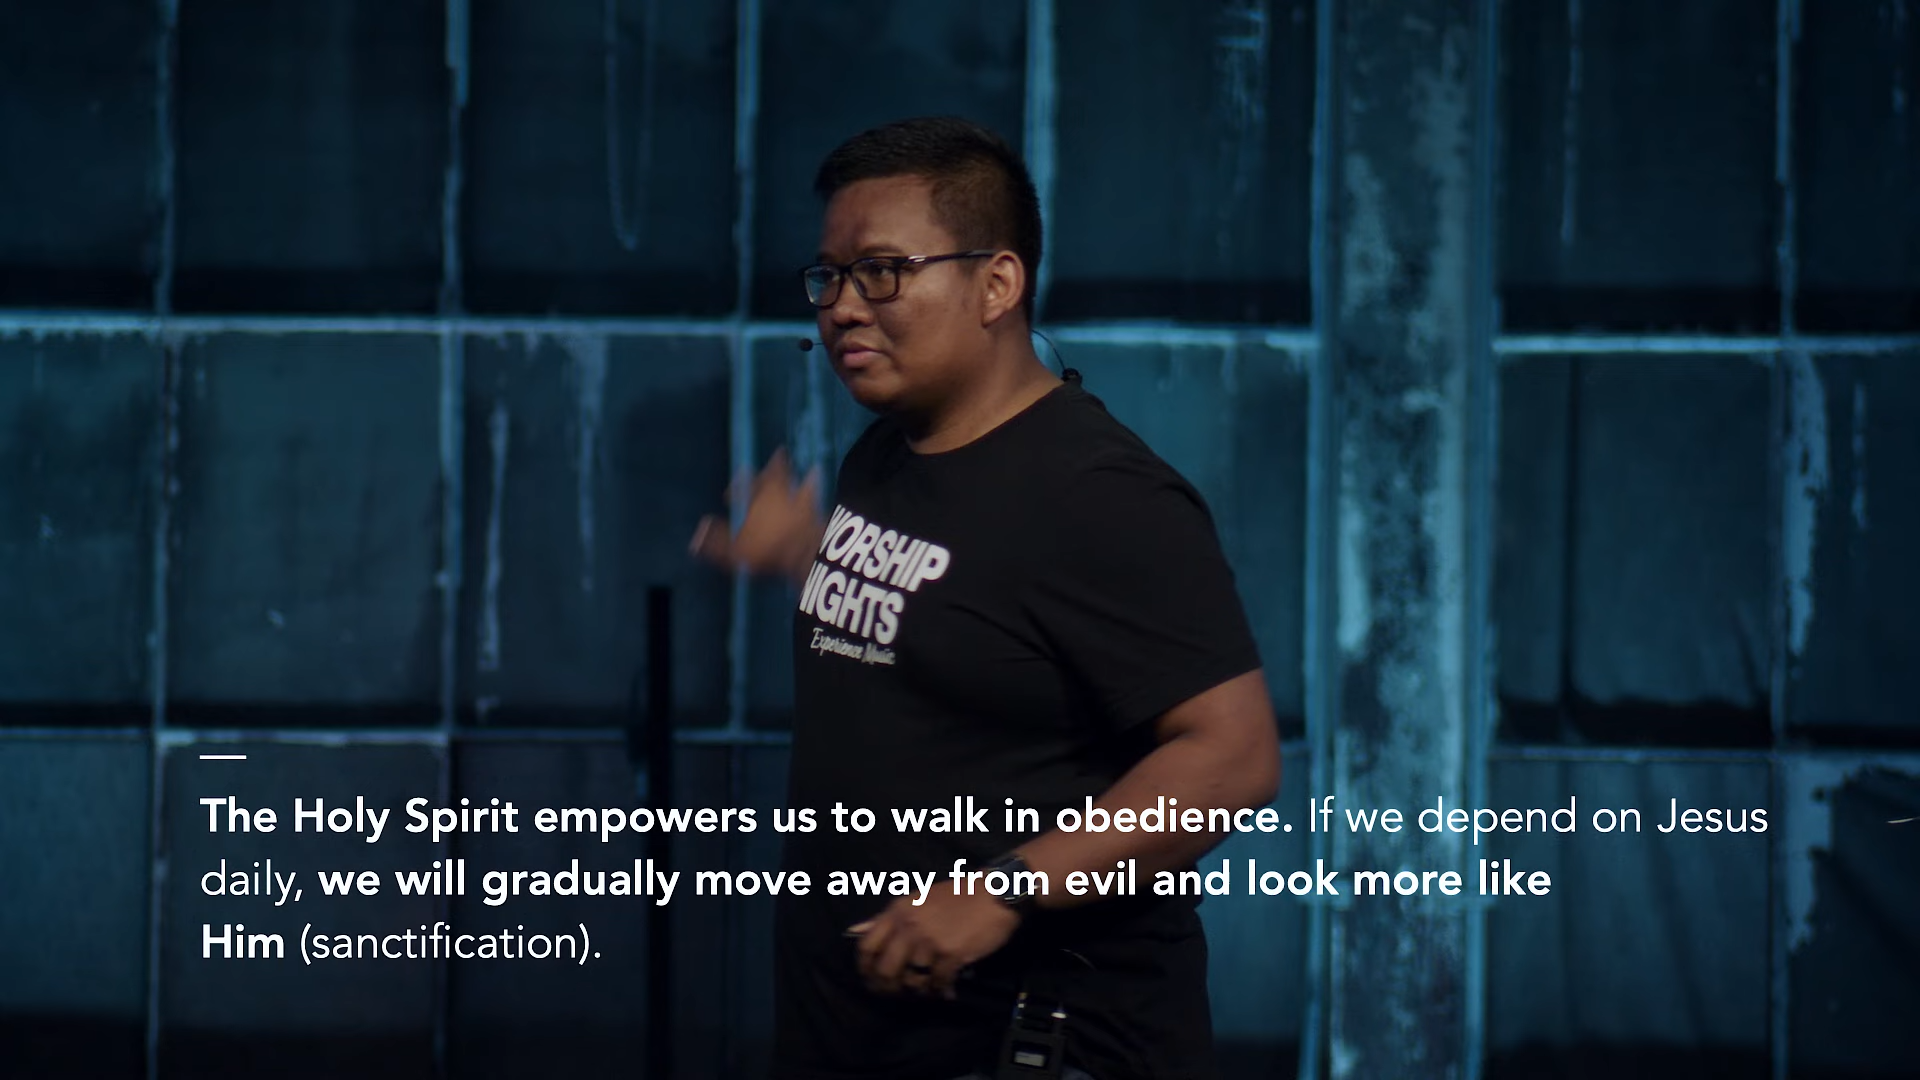 WORSHIP
NIGHTS
Experience Music
The Holy Spirit empowers us to walk in obedience. If we depend on Jesus
daily, we will gradually move away from evil and look more like
Him (sanctification).